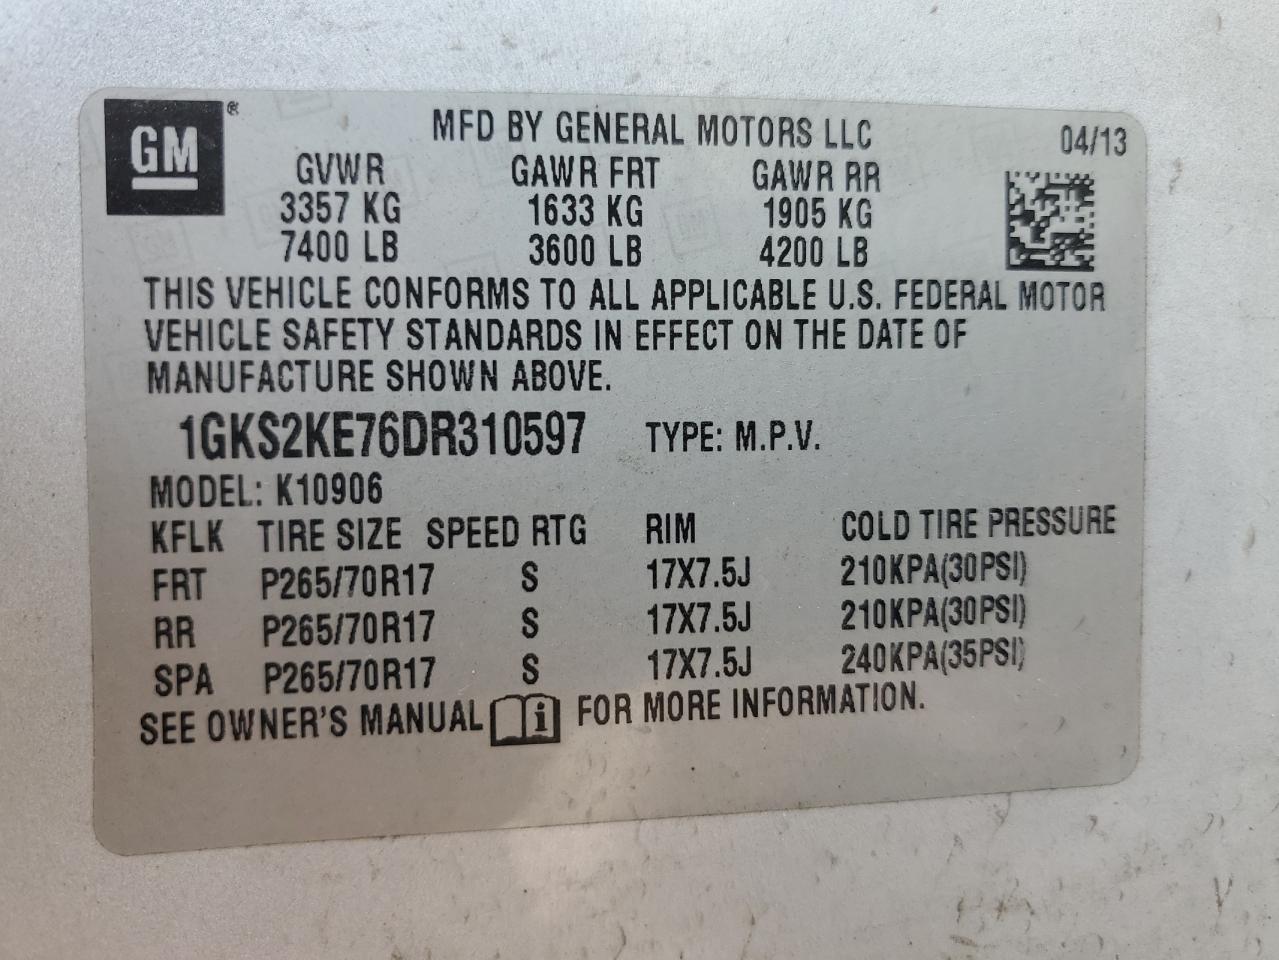 GM ®
MFD BY GENERAL MOTORS LLC 04/13
GVWR GAWR FRT GAWR RR
3357 KG 1633 KG 1905 KG
7400 LB 3600 LB 4200 LB
THIS VEHICLE CONFORMS TO ALL APPLICABLE U.S. FEDERAL MOTOR
VEHICLE SAFETY STANDARDS IN EFFECT ON THE DATE OF
MANUFACTURE SHOWN ABOVE.
1GKS2KE76DR310597 TYPE: M.P.V.
MODEL: K10906
KFLK TIRE SIZE SPEED RTG RIM COLD TIRE PRESSURE
FRT P265/70R17 S 17X7.5J 210KPA(30PSI)
RR P265/70R17 S 17X7.5J 210KPA(30PSI)
SPA P265/70R17 S 17X7.5J 240KPA(35PSI)
SEE OWNER'S MANUAL i FOR MORE INFORMATION.